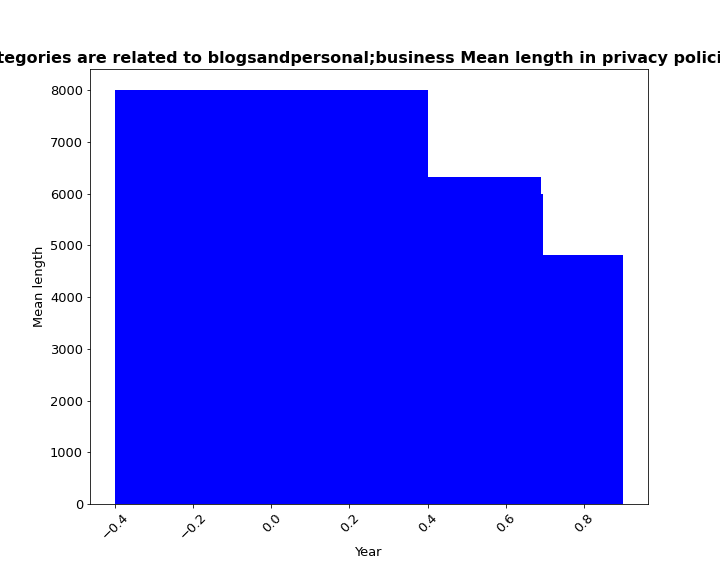 tegories are related to blogsandpersonal;business Mean length in privacy polici
8000
7000
6000
5000
4000
3000
2000
1000
0
Mean length
−0.4 −0.2 0.0 0.2 0.4 0.6 0.8
Year